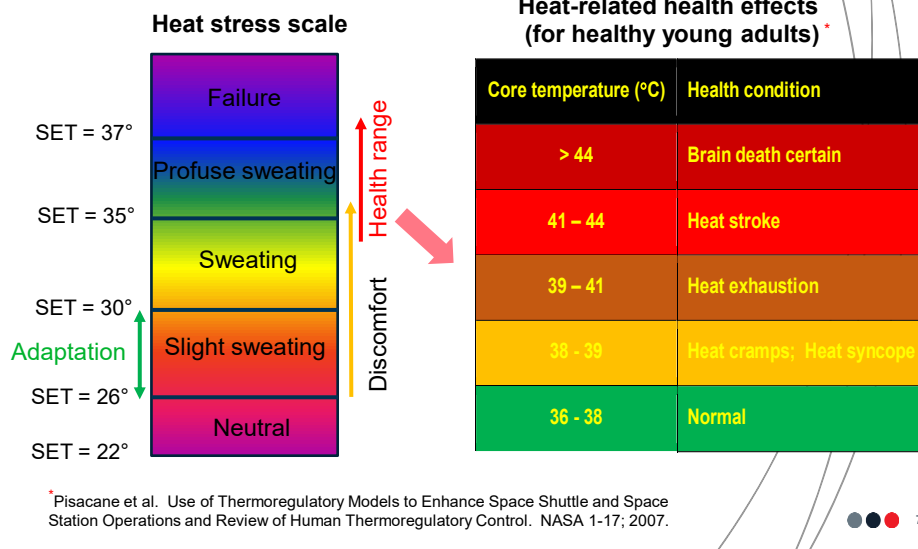 Heat stress scale
Failure
Profuse sweating
Sweating
Slight sweating
Neutral
SET = 37°
SET = 35°
SET = 30°
SET = 26°
SET = 22°
Adaptation
Health range
Discomfort
Heat-related health effects
(for healthy young adults) *
Core temperature (°C) Health condition
> 44 Brain death certain
41 – 44 Heat stroke
39 – 41 Heat exhaustion
38 - 39 Heat cramps; Heat syncope
36 - 38 Normal
*Pisacane et al. Use of Thermoregulatory Models to Enhance Space Shuttle and Space
Station Operations and Review of Human Thermoregulatory Control. NASA 1-17; 2007.